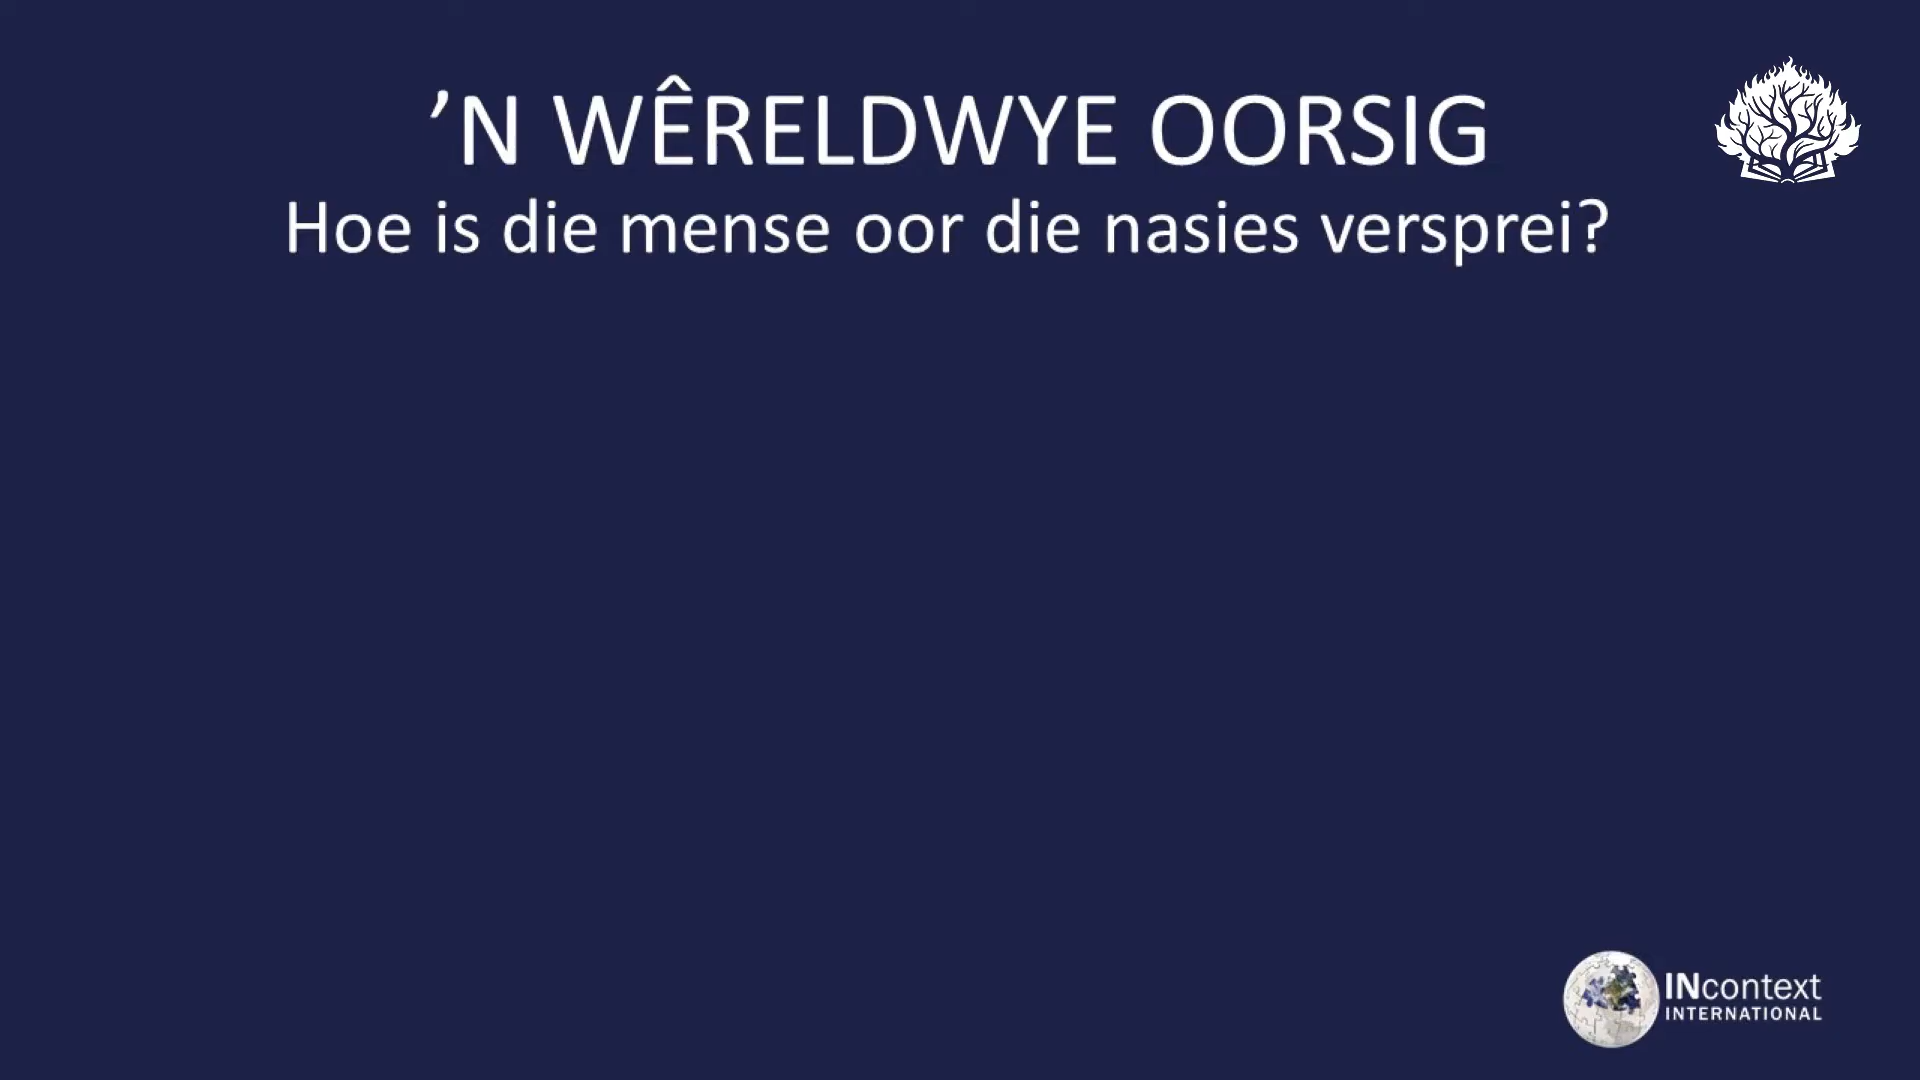 ’N WÊRELDWYE OORSIG
Hoe is die mense oor die nasies versprei?
INcontext
INTERNATIONAL